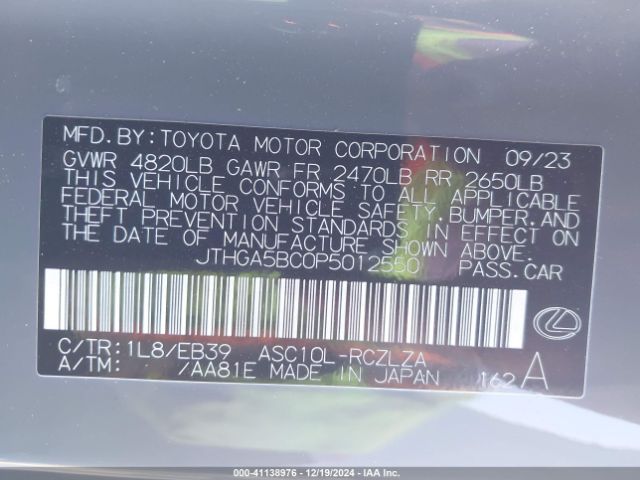 MFD.BY:TOYOTA MOTOR CORPORATION 09/23
GVWR 4820LB GAWR FR 2470LB RR 2650LB
THIS VEHICLE CONFORMS TO ALL APPLICABLE
FEDERAL MOTOR VEHICLE SAFETY,BUMPER,AND
THEFT PREVENTION STANDARDS IN EFFECT ON
THE DATE OF MANUFACTURE SHOWN ABOVE.
JTHGA5BC0P5012550 PASS.CAR
C/TR:1L8/EB39 ASC10L-RCZLZA
A/TM: /AA81E MADE IN JAPAN 162 A
000-41138976 - 12/19/2024 - IAA Inc.